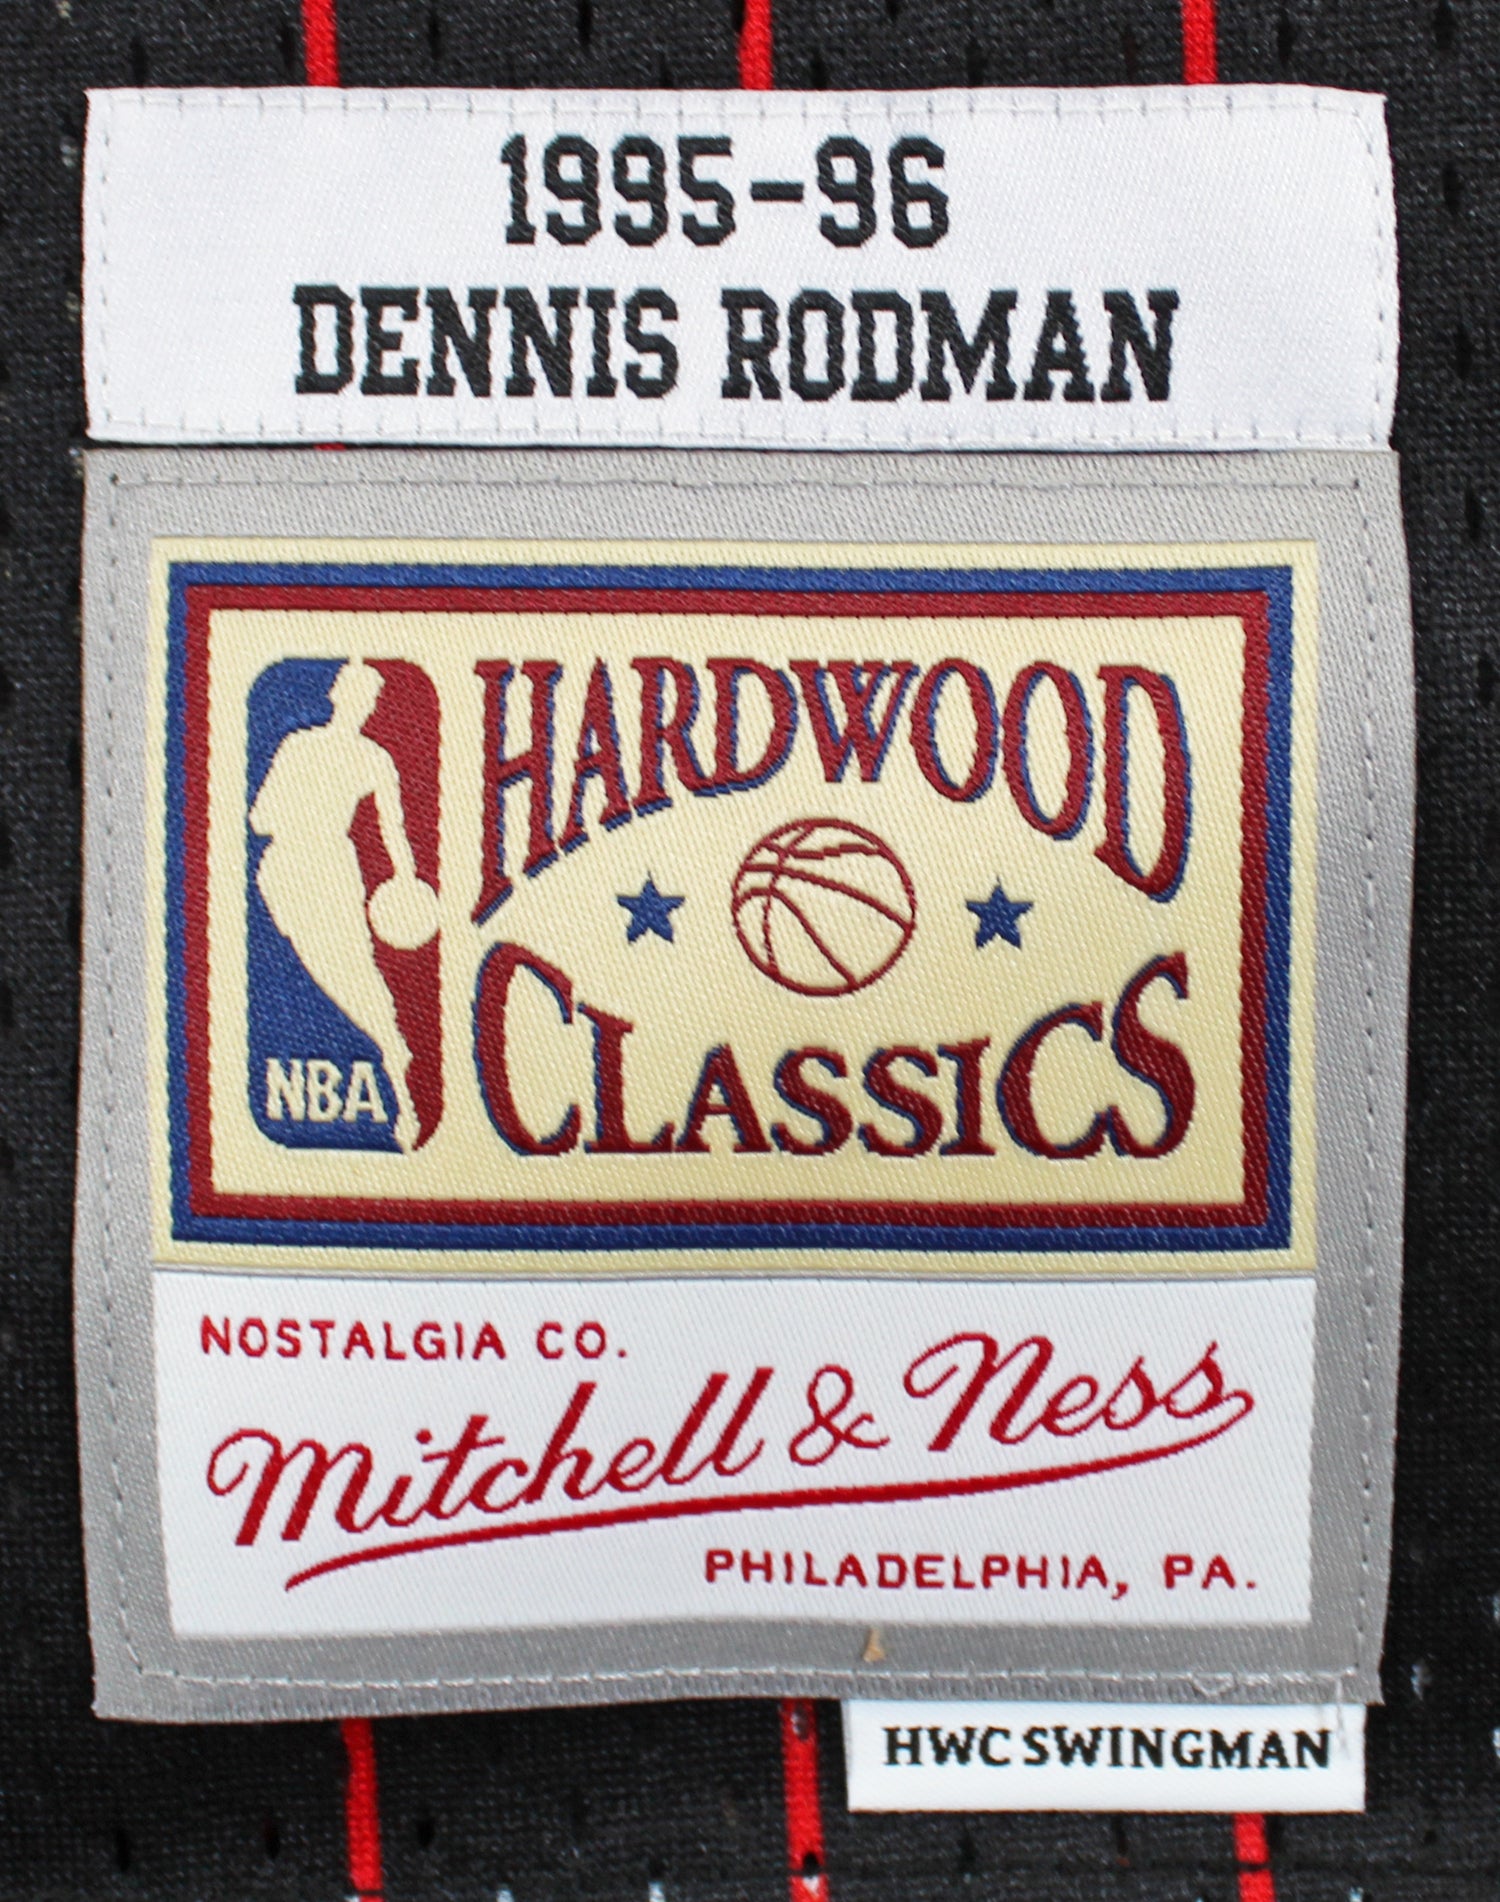 1995-96
DENNIS RODMAN
HARDWOOD
CLASSICS
NBA
NOSTALGIA CO.
Mitchell & Ness
PHILADELPHIA, PA.
HWC SWINGMAN